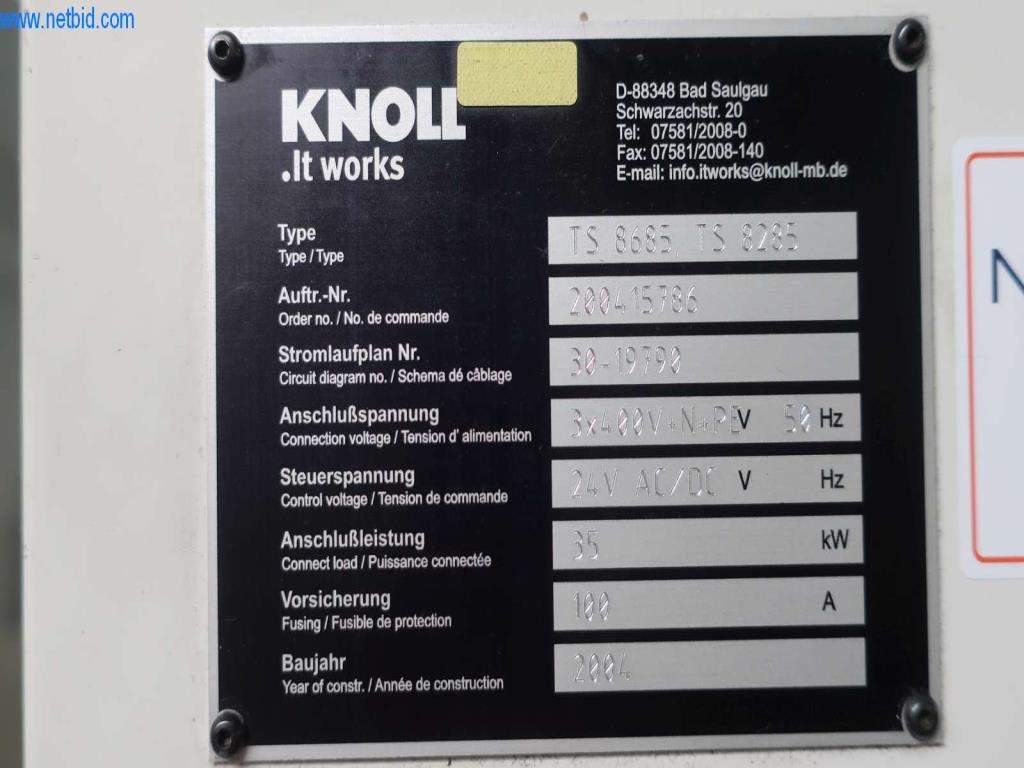 www.netbid.com
KNOLL
.It works
D-88348 Bad Saulgau
Schwarzachstr. 20
Tel: 07581/2008-0
Fax: 07581/2008-140
E-mail: info.itworks@knoll-mb.de
Type
Type / Type
TS 8685, TS 8285
Auftr.-Nr.
Order no. / No. de commande
200415786
Stromlaufplan Nr.
Circuit diagram no. / Schema dé câblage
30-19790
Anschlußspannung
Connection voltage / Tension d' alimentation
3x400V*N*PE V 50 Hz
Steuerspannung
Control voltage / Tension de commande
24V AC/DC V Hz
Anschlußleistung
Connect load / Puissance connectée
35 kW
Vorsicherung
Fusing / Fusible de protection
100 A
Baujahr
Year of constr. / Année de construction
2004
N